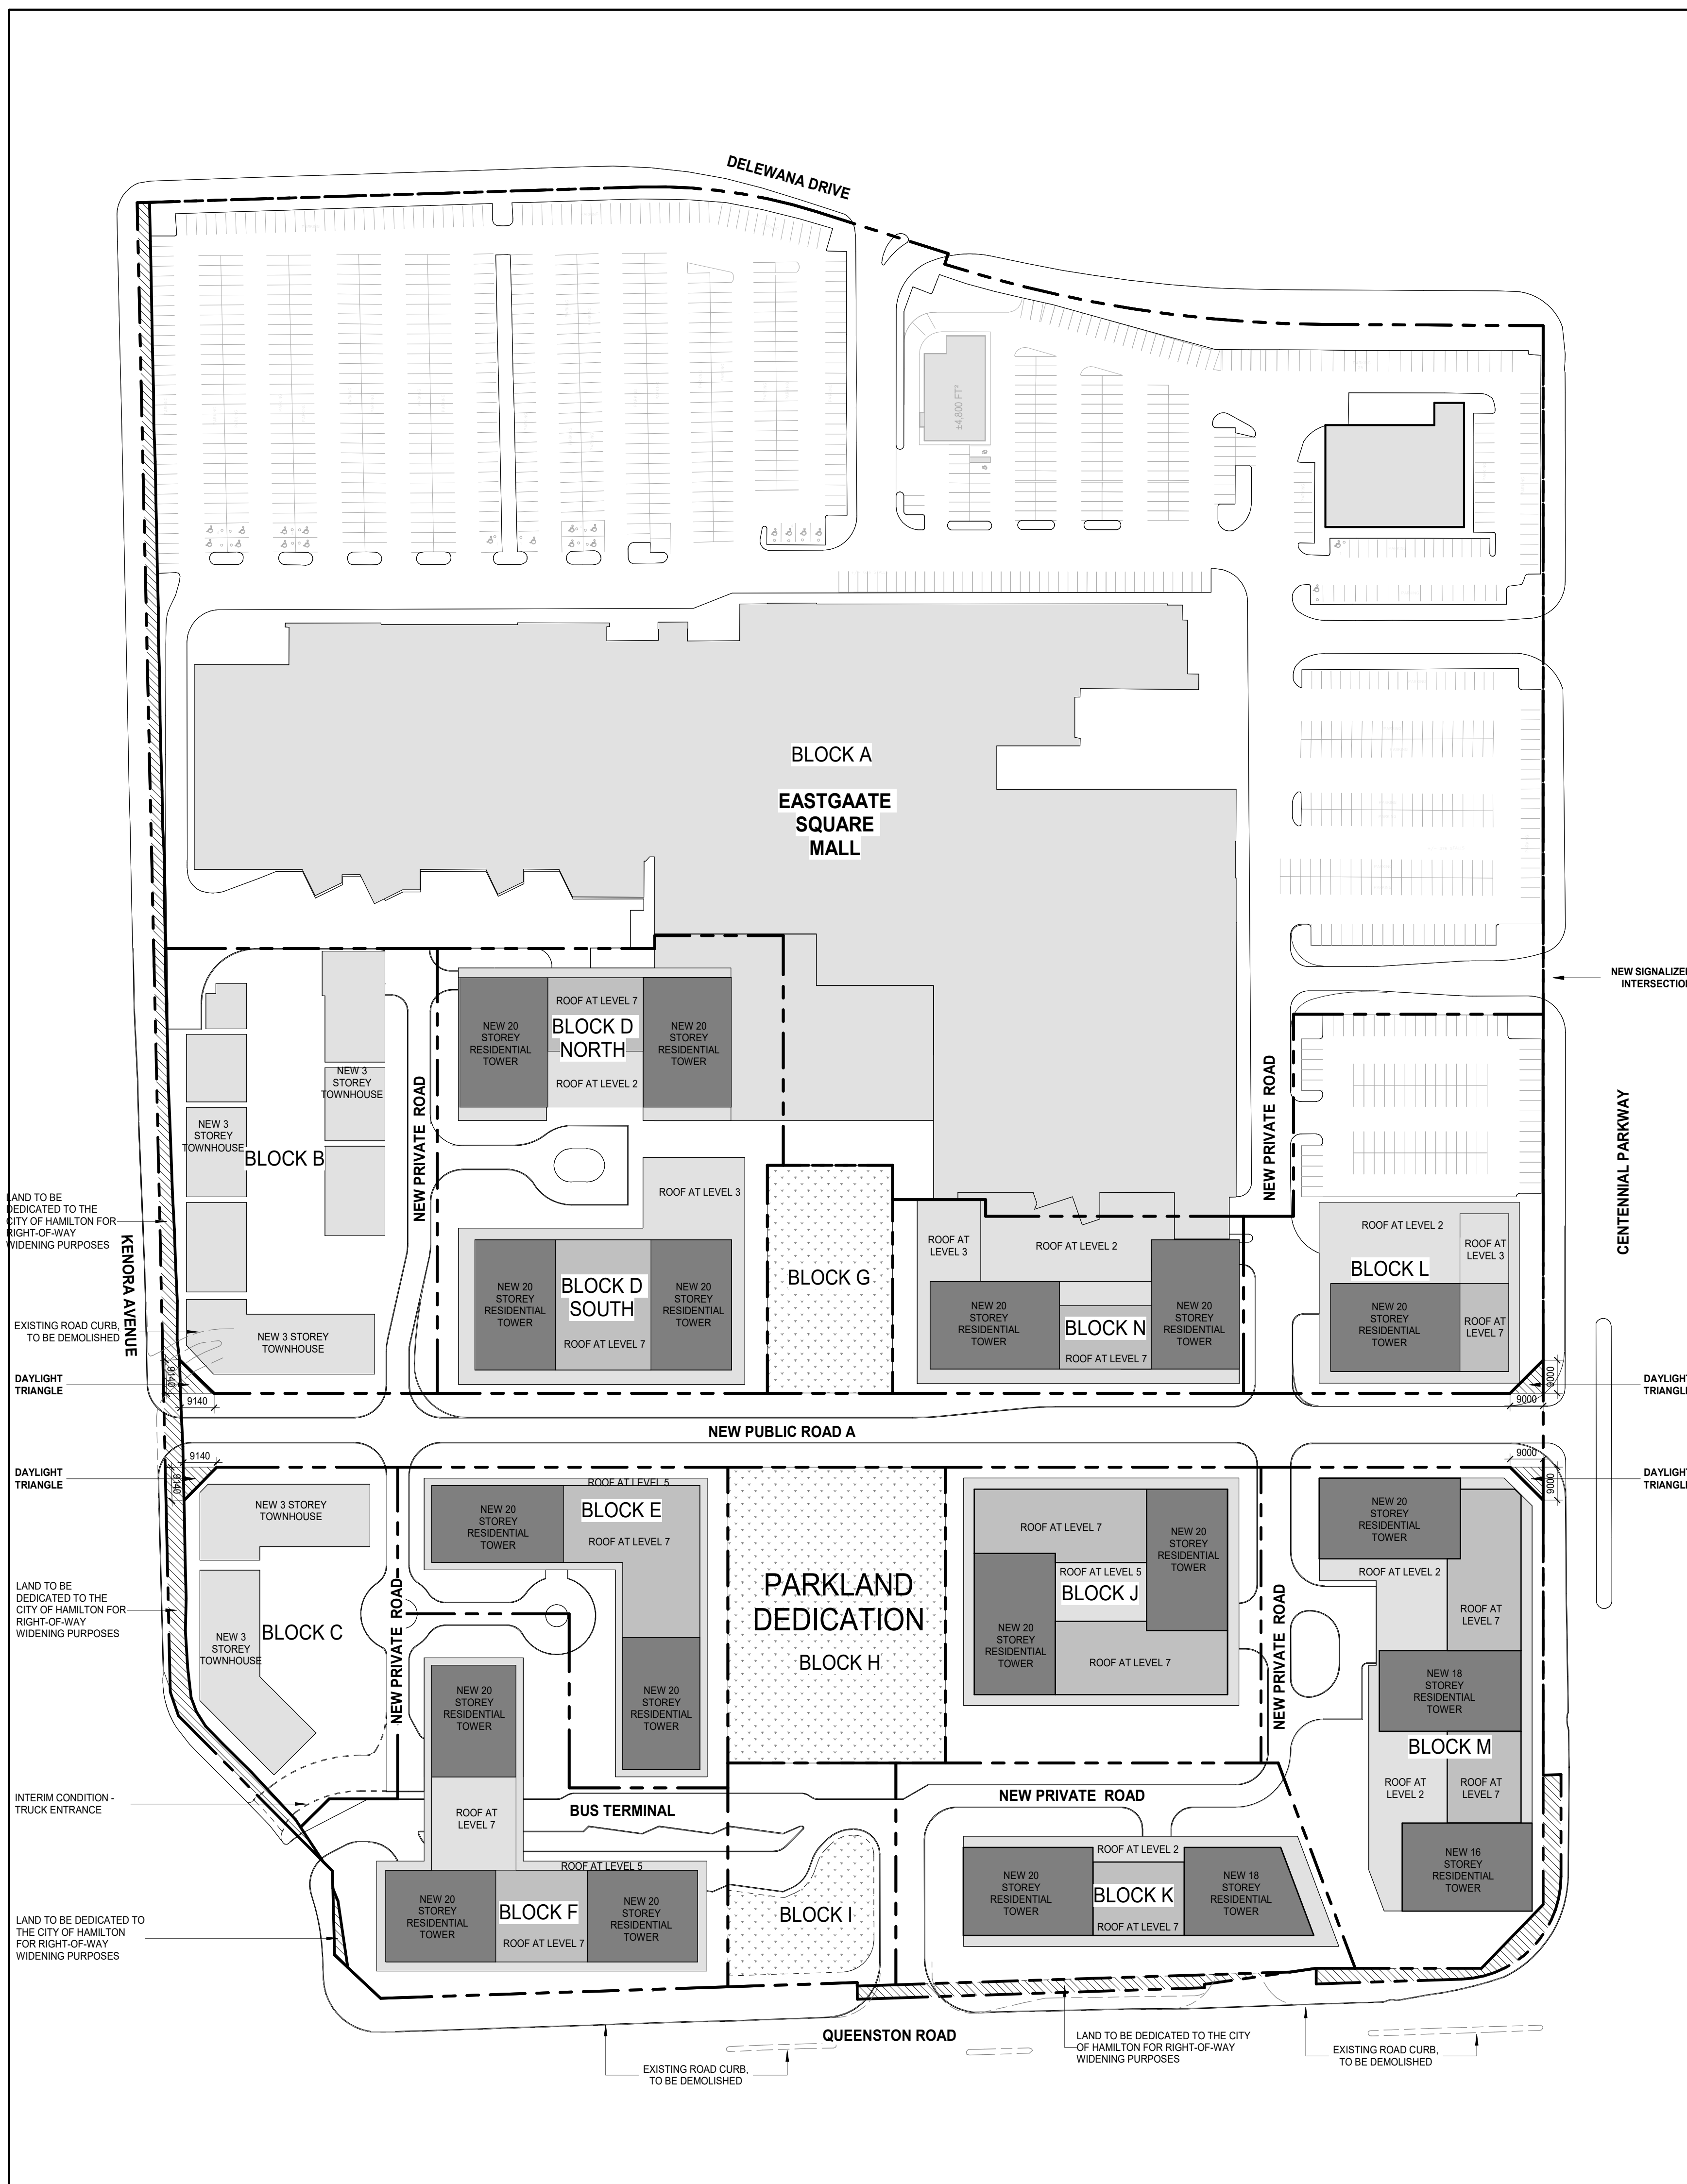 DELEWANA DRIVE
±4,800 FT²
BLOCK A
EASTGAATE
SQUARE
MALL
NEW SIGNALIZE
INTERSECTIO
ROOF AT LEVEL 7
NEW 20
STOREY
RESIDENTIAL
TOWER
BLOCK D
NORTH
NEW 20
STOREY
RESIDENTIAL
TOWER
ROOF AT LEVEL 2
NEW 3
STOREY
TOWNHOUSE
NEW 3
STOREY
TOWNHOUSE
BLOCK B
NEW PRIVATE ROAD
NEW PRIVATE ROAD
CENTENNIAL PARKWAY
LAND TO BE
DEDICATED TO THE
CITY OF HAMILTON FOR
RIGHT-OF-WAY
WIDENING PURPOSES
KENORA AVENUE
ROOF AT LEVEL 3
NEW 20
STOREY
RESIDENTIAL
TOWER
BLOCK D
SOUTH
NEW 20
STOREY
RESIDENTIAL
TOWER
ROOF AT LEVEL 7
BLOCK G
ROOF AT
LEVEL 3
ROOF AT LEVEL 2
NEW 20
STOREY
RESIDENTIAL
TOWER
BLOCK N
NEW 20
STOREY
RESIDENTIAL
TOWER
ROOF AT LEVEL 7
ROOF AT LEVEL 2
ROOF AT
LEVEL 3
BLOCK L
NEW 20
STOREY
RESIDENTIAL
TOWER
ROOF AT
LEVEL 7
EXISTING ROAD CURB,
TO BE DEMOLISHED
NEW 3 STOREY
TOWNHOUSE
DAYLIGHT
TRIANGLE
9140
9140
9000
9000
DAYLIGHT
TRIANGLE
NEW PUBLIC ROAD A
DAYLIGHT
TRIANGLE
9140
9140
9000
9000
DAYLIGHT
TRIANGLE
NEW 3 STOREY
TOWNHOUSE
ROOF AT LEVEL 5
NEW 20
STOREY
RESIDENTIAL
TOWER
BLOCK E
ROOF AT LEVEL 7
ROOF AT LEVEL 7
NEW 20
STOREY
RESIDENTIAL
TOWER
ROOF AT LEVEL 5
BLOCK J
NEW 20
STOREY
RESIDENTIAL
TOWER
ROOF AT LEVEL 7
NEW 20
STOREY
RESIDENTIAL
TOWER
ROOF AT LEVEL 2
ROOF AT
LEVEL 7
LAND TO BE
DEDICATED TO THE
CITY OF HAMILTON FOR
RIGHT-OF-WAY
WIDENING PURPOSES
NEW 3
STOREY
TOWNHOUSE
BLOCK C
NEW PRIVATE ROAD
PARKLAND
DEDICATION
BLOCK H
NEW PRIVATE ROAD
NEW 20
STOREY
RESIDENTIAL
TOWER
NEW 20
STOREY
RESIDENTIAL
TOWER
NEW 18
STOREY
RESIDENTIAL
TOWER
BLOCK M
ROOF AT
LEVEL 2
ROOF AT
LEVEL 7
INTERIM CONDITION -
TRUCK ENTRANCE
ROOF AT
LEVEL 7
BUS TERMINAL
NEW PRIVATE ROAD
ROOF AT LEVEL 5
NEW 20
STOREY
RESIDENTIAL
TOWER
BLOCK F
NEW 20
STOREY
RESIDENTIAL
TOWER
ROOF AT LEVEL 7
BLOCK I
ROOF AT LEVEL 2
NEW 20
STOREY
RESIDENTIAL
TOWER
BLOCK K
NEW 18
STOREY
RESIDENTIAL
TOWER
ROOF AT LEVEL 7
NEW 16
STOREY
RESIDENTIAL
TOWER
LAND TO BE DEDICATED TO
THE CITY OF HAMILTON
FOR RIGHT-OF-WAY
WIDENING PURPOSES
QUEENSTON ROAD
LAND TO BE DEDICATED TO THE CITY
OF HAMILTON FOR RIGHT-OF-WAY
WIDENING PURPOSES
EXISTING ROAD CURB,
TO BE DEMOLISHED
EXISTING ROAD CURB,
TO BE DEMOLISHED